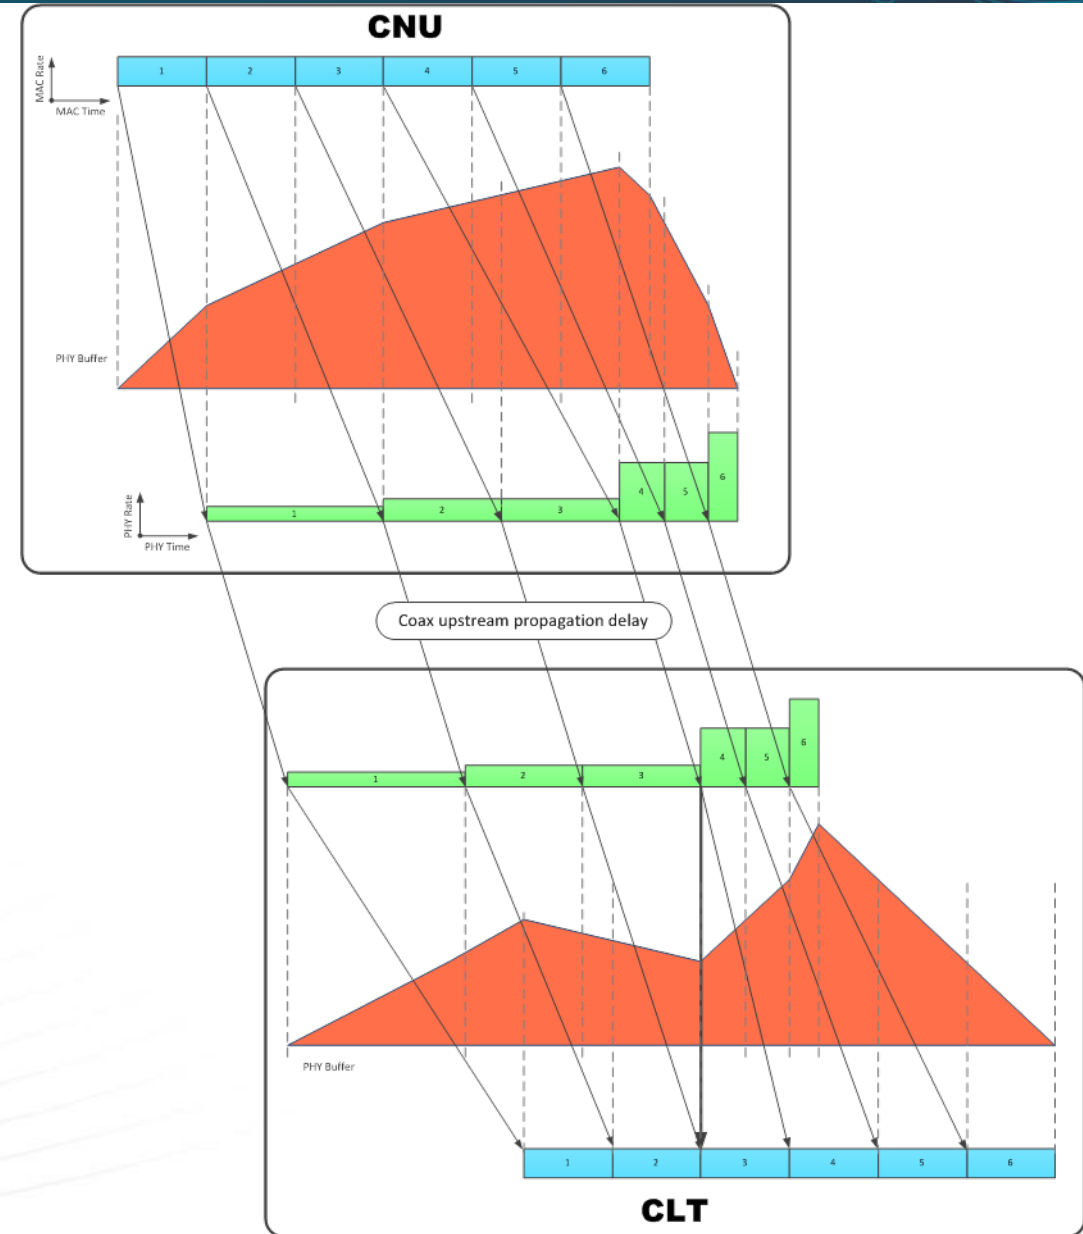 CNU
MAC Rate
1 2 3 4 5 6
MAC Time
PHY Buffer
PHY Rate
1 2 3 4 5 6
PHY Time
Coax upstream propagation delay
1 2 3 4 5 6
PHY Buffer
1 2 3 4 5 6
CLT